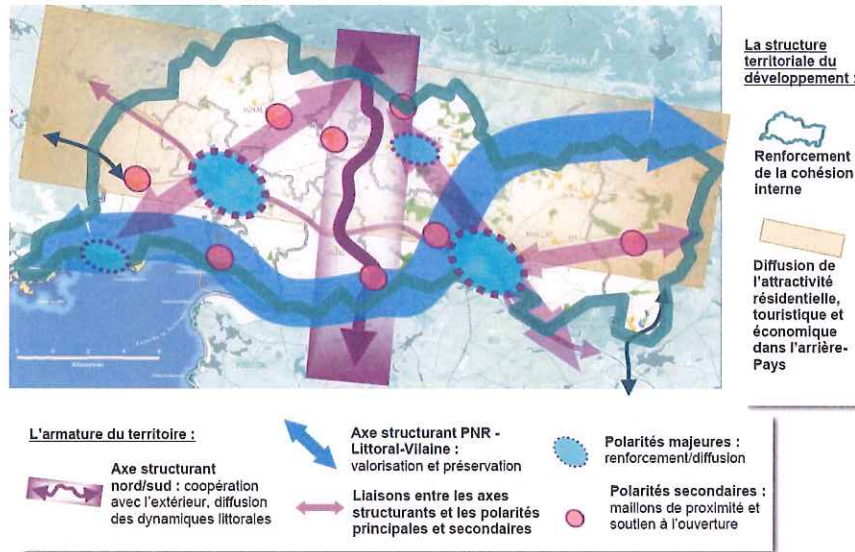 La structure
territoriale du
développement :
Renforcement
de la cohésion
interne
Diffusion de
l'attractivité
résidentielle,
touristique et
économique
dans l'arrière-
Pays
L'armature du territoire :
Axe structurant
nord/sud : coopération
avec l'extérieur, diffusion
des dynamiques littorales
Axe structurant PNR -
Littoral-Vilaine :
valorisation et préservation
Liaisons entre les axes
structurants et les polarités
principales et secondaires
Polarités majeures :
renforcement/diffusion
Polarités secondaires :
maillons de proximité et
soutien à l'ouverture